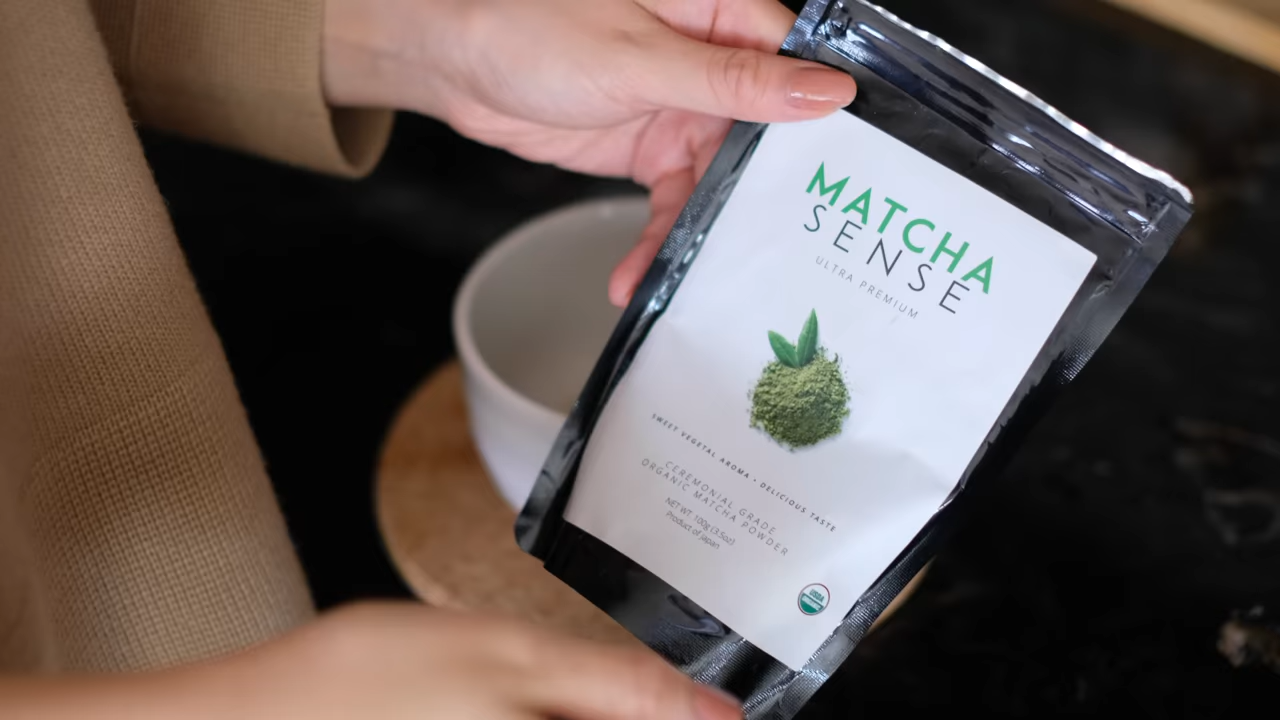 MATCHA
SENSE
ULTRA PREMIUM
SWEET VEGETAL AROMA • DELICIOUS TASTE
CEREMONIAL GRADE
ORGANIC MATCHA POWDER
NET WT. 100g (3.5oz)
Product of Japan
USDA